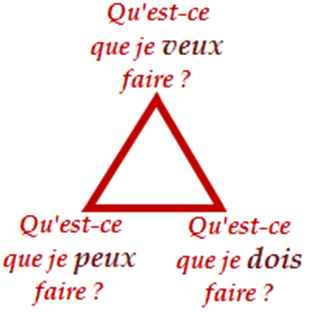 Qu'est-ce
que je veux
faire ?
Qu'est-ce
que je peux
faire ?
Qu'est-ce
que je dois
faire ?